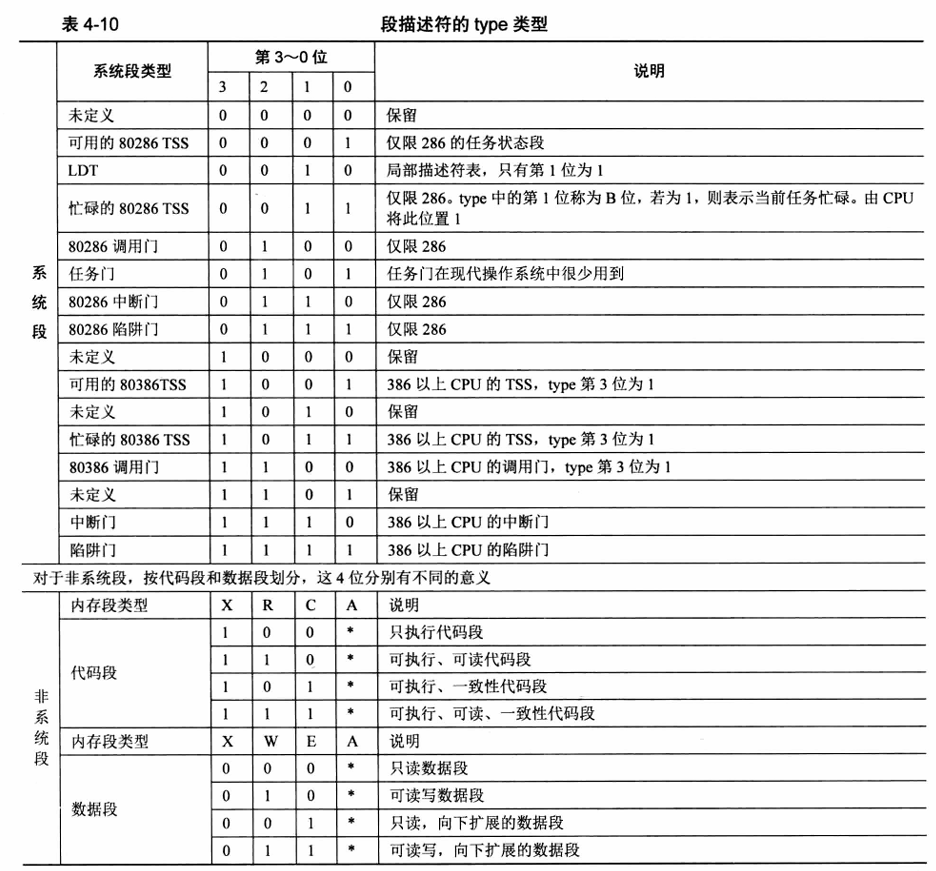 表 4-10 段描述符的 type 类型
系统段类型 第 3～0 位 说明
3 2 1 0
系统段
未定义 0 0 0 0 保留
可用的 80286 TSS 0 0 0 1 仅限 286 的任务状态段
LDT 0 0 1 0 局部描述符表，只有第 1 位为 1
忙碌的 80286 TSS 0 0 1 1 仅限 286。type 中的第 1 位称为 B 位，若为 1，则表示当前任务忙碌。由 CPU
将此位置 1
80286 调用门 0 1 0 0 仅限 286
任务门 0 1 0 1 任务门在现代操作系统中很少用到
80286 中断门 0 1 1 0 仅限 286
80286 陷阱门 0 1 1 1 仅限 286
未定义 1 0 0 0 保留
可用的 80386TSS 1 0 0 1 386 以上 CPU 的 TSS，type 第 3 位为 1
未定义 1 0 1 0 保留
忙碌的 80386 TSS 1 0 1 1 386 以上 CPU 的 TSS，type 第 3 位为 1
80386 调用门 1 1 0 0 386 以上 CPU 的调用门，type 第 3 位为 1
未定义 1 1 0 1 保留
中断门 1 1 1 0 386 以上 CPU 的中断门
陷阱门 1 1 1 1 386 以上 CPU 的陷阱门
对于非系统段，按代码段和数据段划分，这 4 位分别有不同的意义
非系统段
内存段类型 X R C A 说明
代码段
1 0 0 * 只执行代码段
1 1 0 * 可执行、可读代码段
1 0 1 * 可执行、一致性代码段
1 1 1 * 可执行、可读、一致性代码段
内存段类型 X W E A 说明
数据段
0 0 0 * 只读数据段
0 1 0 * 可读写数据段
0 0 1 * 只读，向下扩展的数据段
0 1 1 * 可读写，向下扩展的数据段